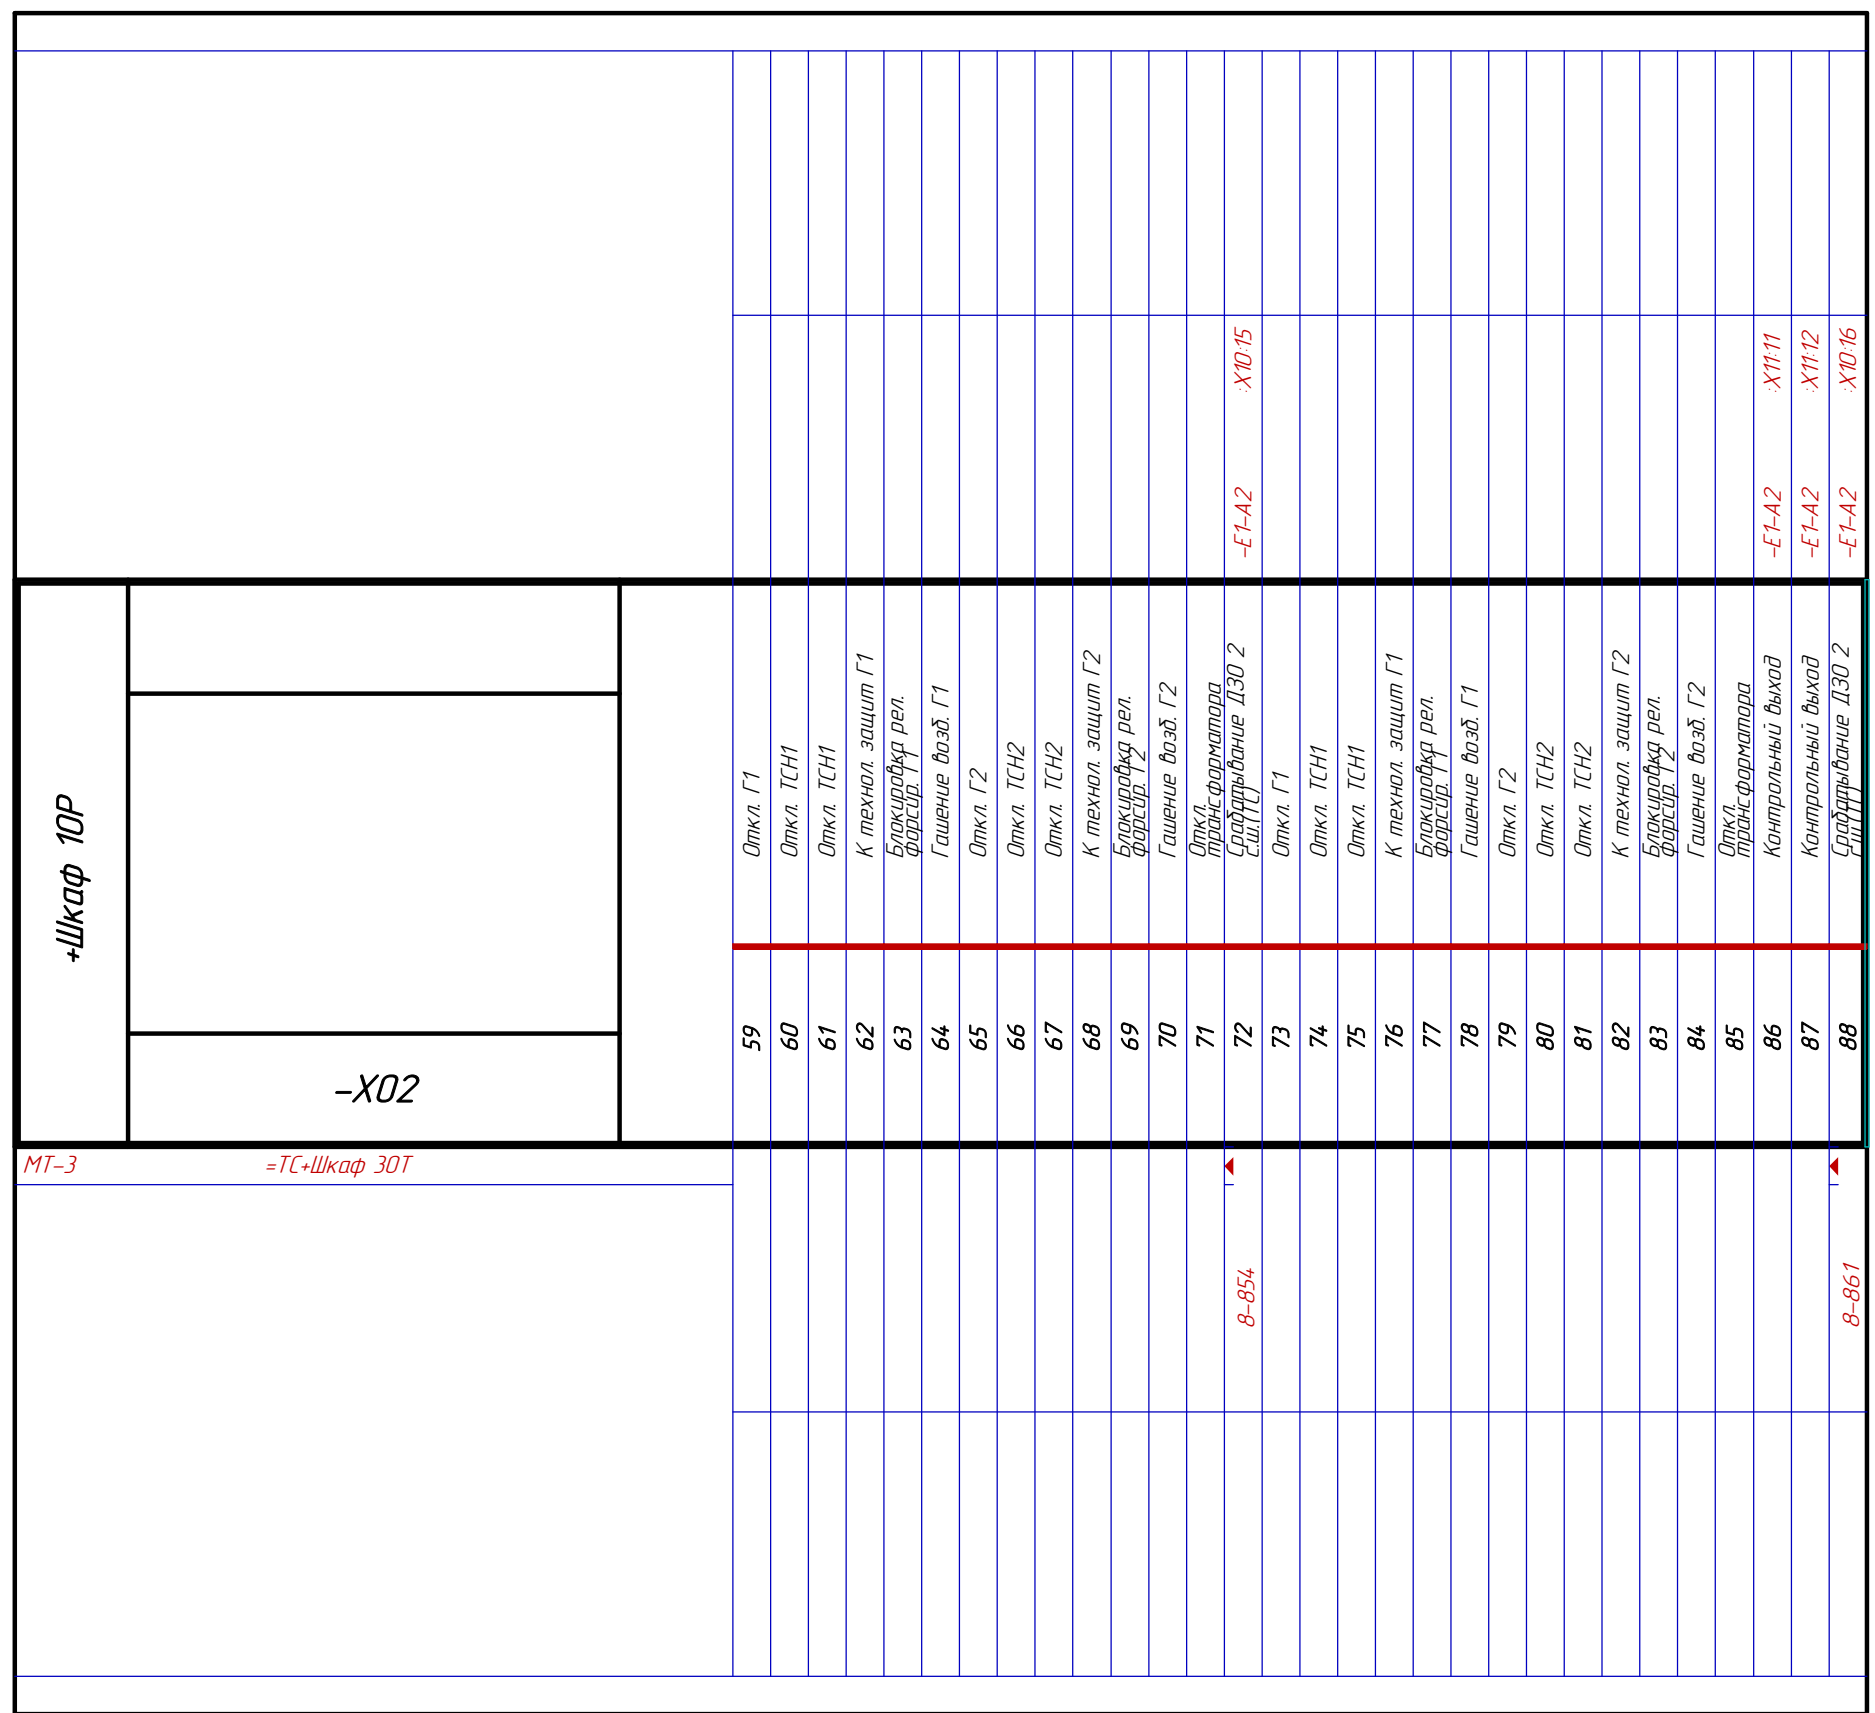 +Шкаф 10Р
-Х02
МТ-3
=ТС+Шкаф 30Т
59 Откл. Г1
60 Откл. ТСН1
61 Откл. ТСН1
62 К технол. защит Г1
63 Блокировка рел.
форсир. Г1
64 Гашение возб. Г1
65 Откл. Г2
66 Откл. ТСН2
67 Откл. ТСН2
68 К технол. защит Г2
69 Блокировка рел.
форсир. Г2
70 Гашение возб. Г2
71 Откл.
трансформатора
72 Срабатывание ДЗО 2
с.ш.(ТС)
-E1-A2 :X10:15
8-854
73 Откл. Г1
74 Откл. ТСН1
75 Откл. ТСН1
76 К технол. защит Г1
77 Блокировка рел.
форсир. Г1
78 Гашение возб. Г1
79 Откл. Г2
80 Откл. ТСН2
81 Откл. ТСН2
82 К технол. защит Г2
83 Блокировка рел.
форсир. Г2
84 Гашение возб. Г2
85 Откл.
трансформатора
86 Контрольный выход
-E1-A2 :X11:11
87 Контрольный выход
-E1-A2 :X11:12
88 Срабатывание ДЗО 2
с.ш.(ТС)
-E1-A2 :X10:16
8-861